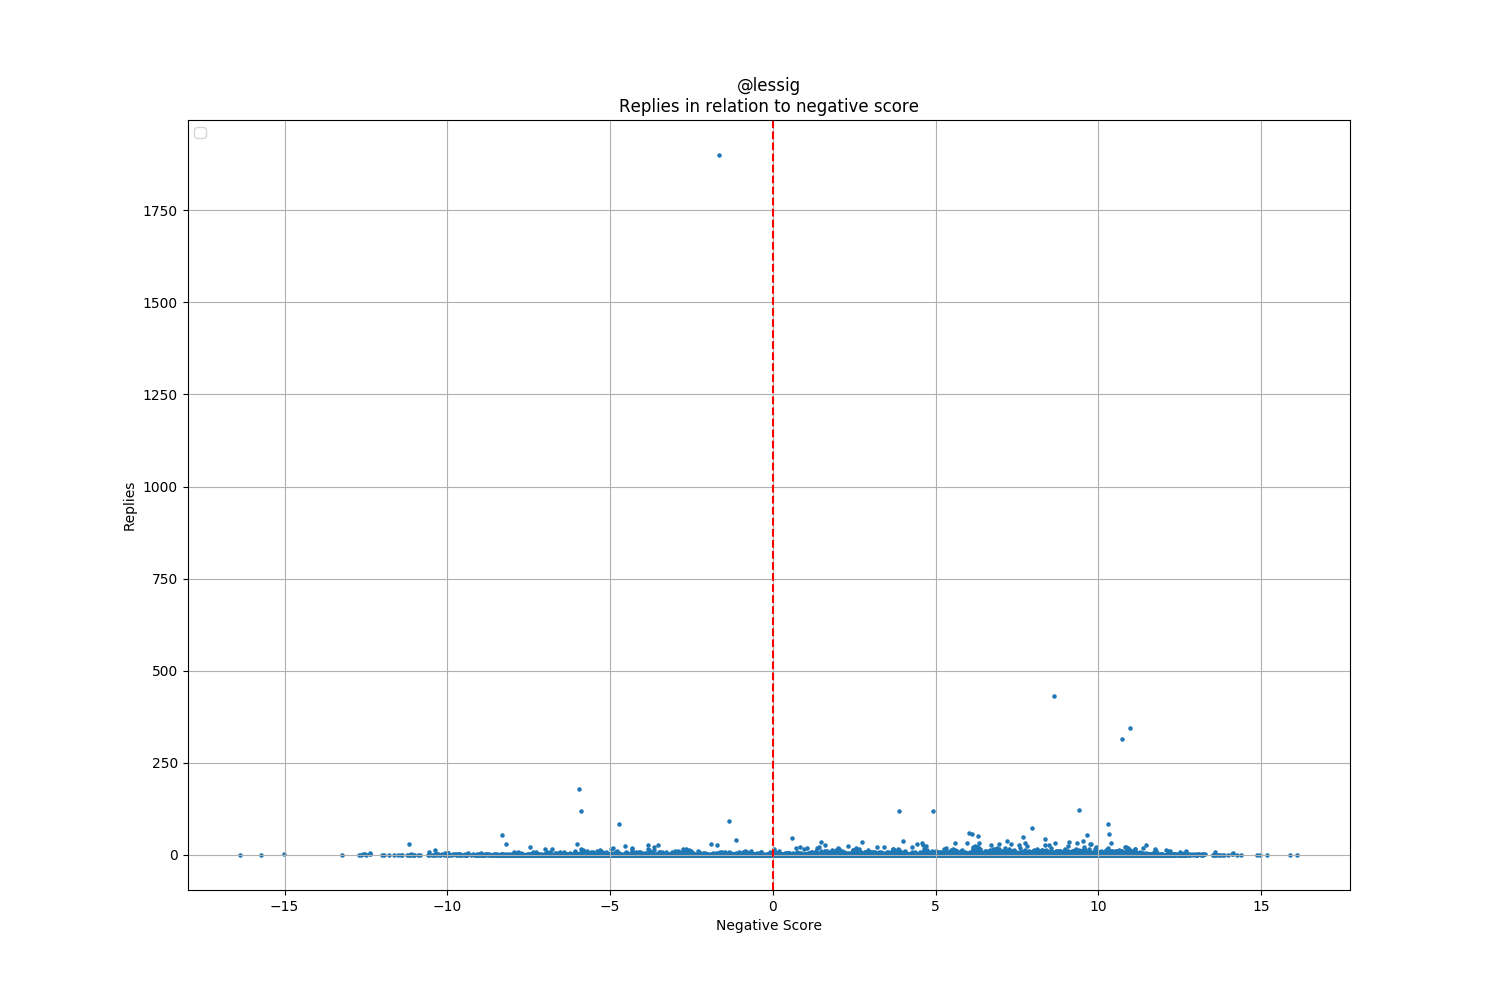 @lessig
Replies in relation to negative score
1750
1500
1250
1000
750
500
250
0
Replies
−15 −10 −5 0 5 10 15
Negative Score